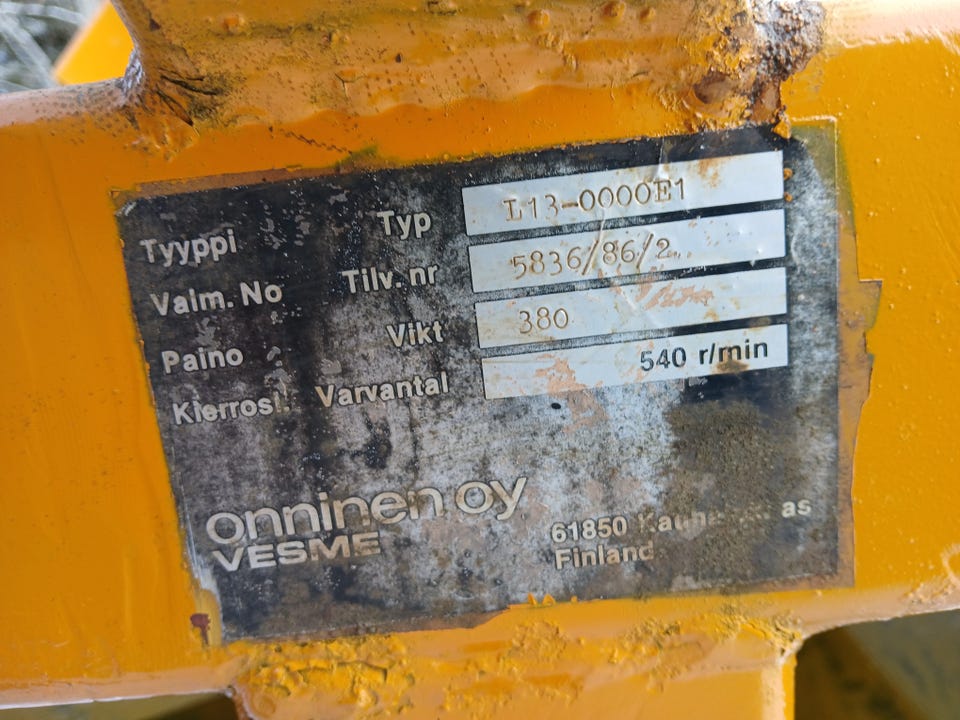 Tyyppi Typ L13-0000E1
Valm. No Tilv. nr 5836/86/2
Paino Vikt 380
Kierrosl. Varvantal 540 r/min
onninen oy
VESME
61850 as
Finland